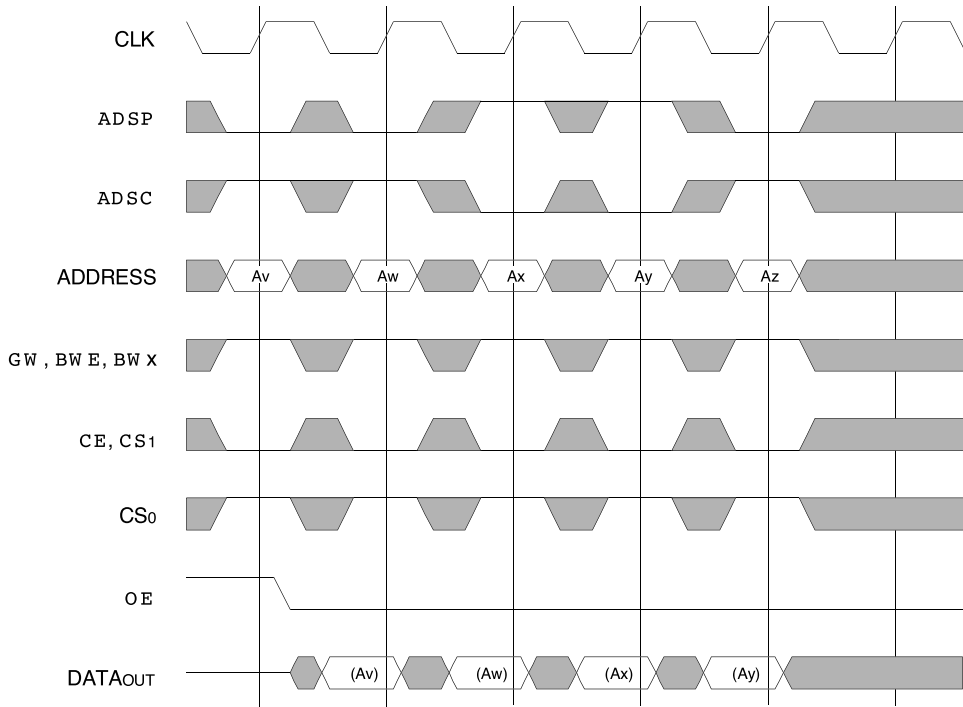 CLK
ADSP
ADSC
ADDRESS Av Aw Ax Ay Az
GW, BWE, BWX
CE, CS1
CS0
OE
DATAOUT (Av) (Aw) (Ax) (Ay)